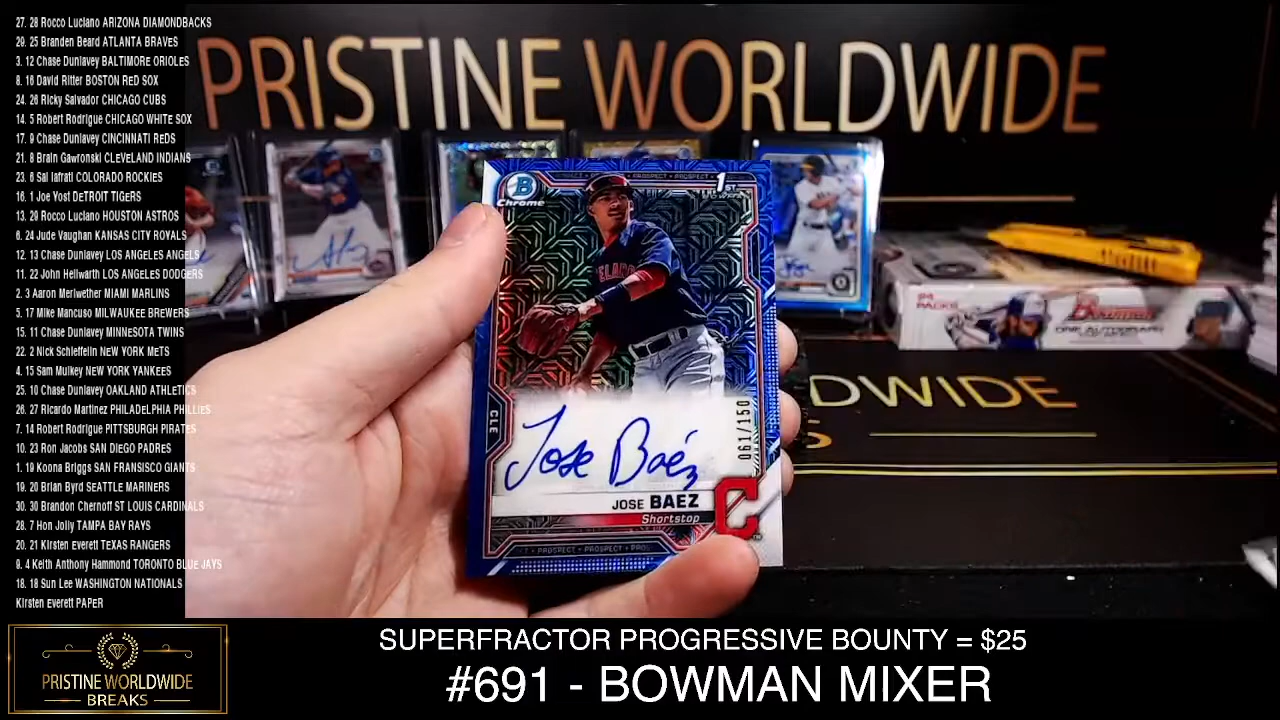 27. 28 Rocco Luciano ARIZONA DIAMONDBACKS
29. 25 Branden Beard ATLANTA BRAVES
3. 12 Chase Dunlavey BALTIMORE ORIOLES
8. 16 David Ritter BOSTON RED SOX
24. 26 Ricky Salvador CHICAGO CUBS
14. 5 Robert Rodrigue CHICAGO WHITE SOX
17. 9 Chase Dunlavey CINCINNATI REDS
21. 8 Brain Gawronski CLEVELAND INDIANS
23. 6 Sal Iafrati COLORADO ROCKIES
16. 1 Joe Yost DETROIT TIGERS
13. 29 Rocco Luciano HOUSTON ASTROS
6. 24 Jude Vaughan KANSAS CITY ROYALS
12. 13 Chase Dunlavey LOS ANGELES ANGELS
11. 22 John Hellwarth LOS ANGELES DODGERS
2. 3 Aaron Meriwether MIAMI MARLINS
5. 17 Mike Mancuso MILWAUKEE BREWERS
15. 11 Chase Dunlavey MINNESOTA TWINS
22. 2 Nick Schieffelin NEW YORK METS
4. 15 Sam Mulkey NEW YORK YANKEES
25. 10 Chase Dunlavey OAKLAND ATHLETICS
26. 27 Ricardo Martinez PHILADELPHIA PHILLIES
7. 14 Robert Rodrigue PITTSBURGH PIRATES
10. 23 Ron Jacobs SAN DIEGO PADRES
1. 19 Koona Briggs SAN FRANSISCO GIANTS
19. 20 Brian Byrd SEATTLE MARINERS
30. 30 Brandon Chernoff ST LOUIS CARDINALS
28. 7 Hon Jolly TAMPA BAY RAYS
20. 21 Kirsten Everett TEXAS RANGERS
9. 4 Keith Anthony Hammond TORONTO BLUE JAYS
18. 18 Sun Lee WASHINGTON NATIONALS
Kirsten Everett PAPER
PRISTINE WORLDWIDE
B
Chrome
1ST
PROSPECT
CLE
Jose Baéz
061/150
JOSE BAEZ
Shortstop
C
PROSPECT • PROSPECT
24
PACKS
Bowman
DWIDE
S
PRISTINE WORLDWIDE
BREAKS
SUPERFRACTOR PROGRESSIVE BOUNTY = $25
#691 - BOWMAN MIXER